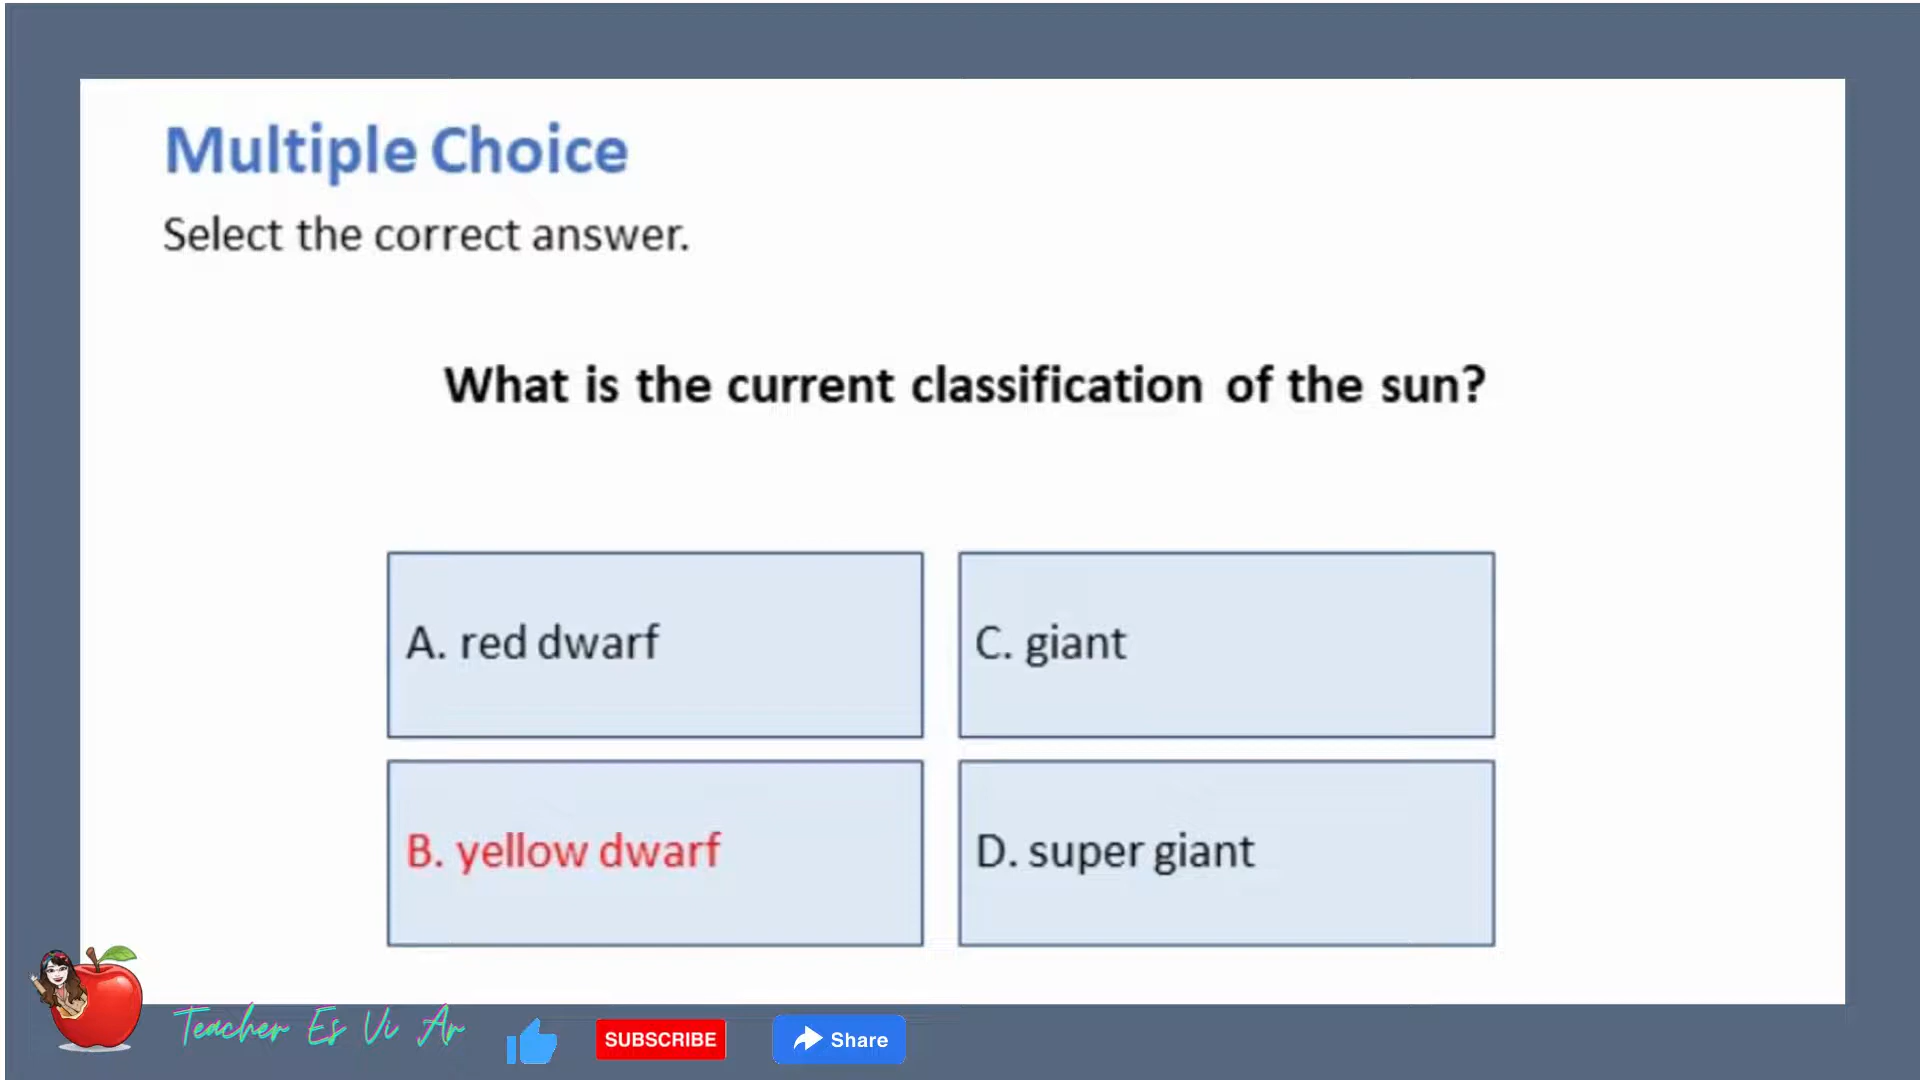 Multiple Choice
Select the correct answer.
What is the current classification of the sun?
A. red dwarf
C. giant
B. yellow dwarf
D. super giant
Teacher Es Vi Ar
SUBSCRIBE
Share